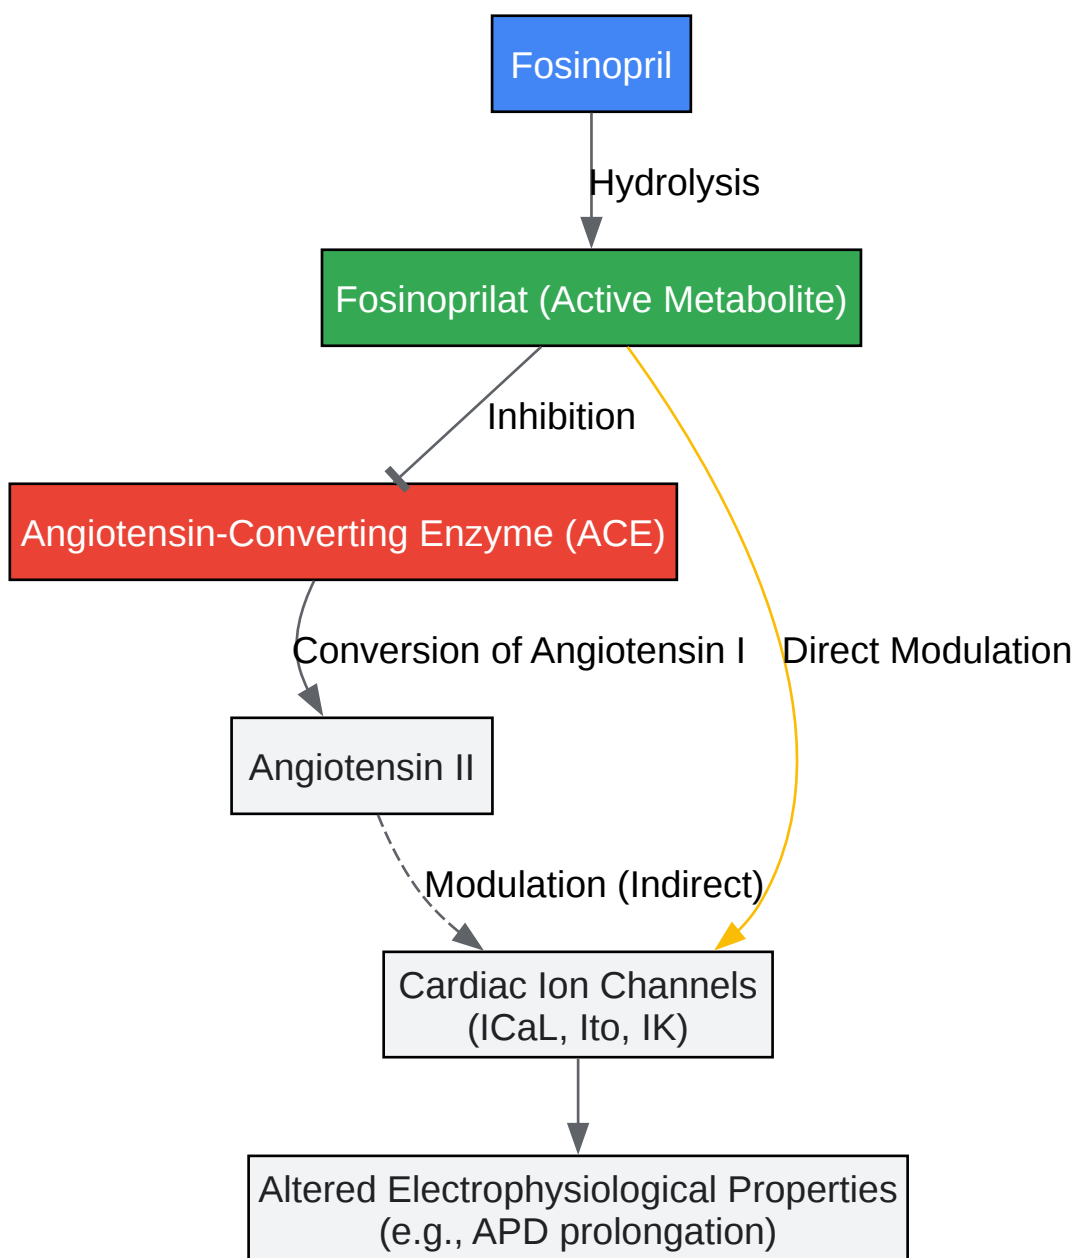 Fosinopril
Hydrolysis
Fosinoprilat (Active Metabolite)
Inhibition
Angiotensin-Converting Enzyme (ACE)
Conversion of Angiotensin I
Direct Modulation
Angiotensin II
Modulation (Indirect)
Cardiac Ion Channels
(ICaL, Ito, IK)
Altered Electrophysiological Properties
(e.g., APD prolongation)